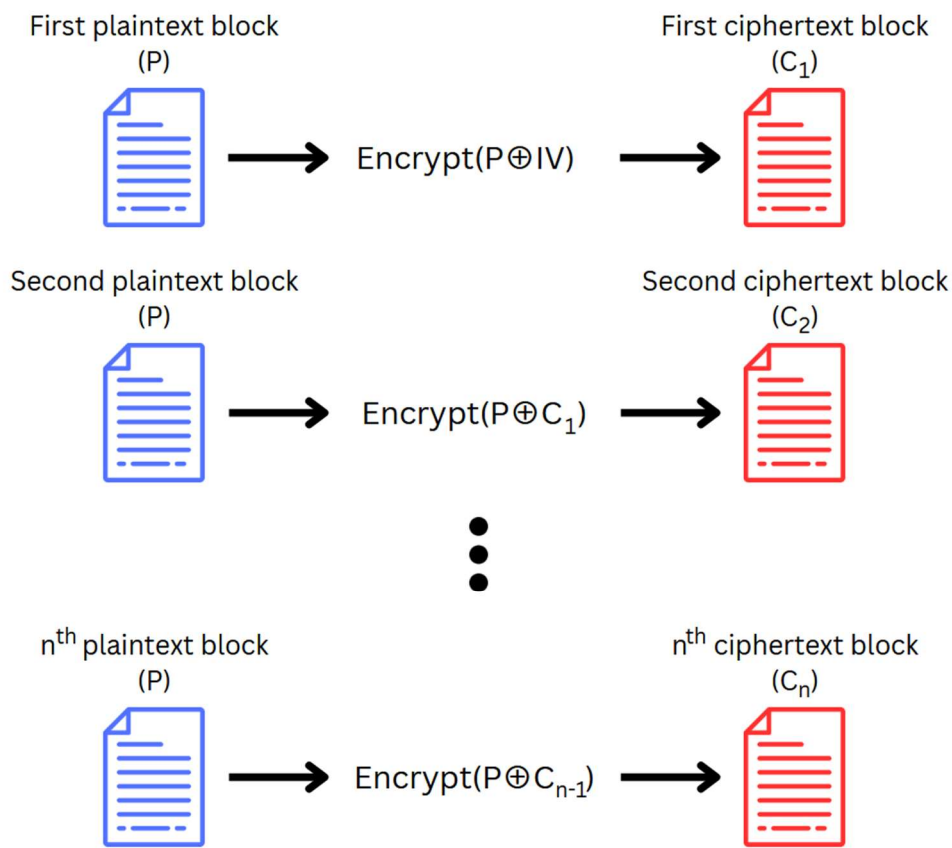 First plaintext block
(P)
First ciphertext block
(C₁)
Encrypt(P⊕IV)
Second plaintext block
(P)
Second ciphertext block
(C₂)
Encrypt(P⊕C₁)
nᵗʰ plaintext block
(P)
nᵗʰ ciphertext block
(Cₙ)
Encrypt(P⊕Cₙ₋₁)